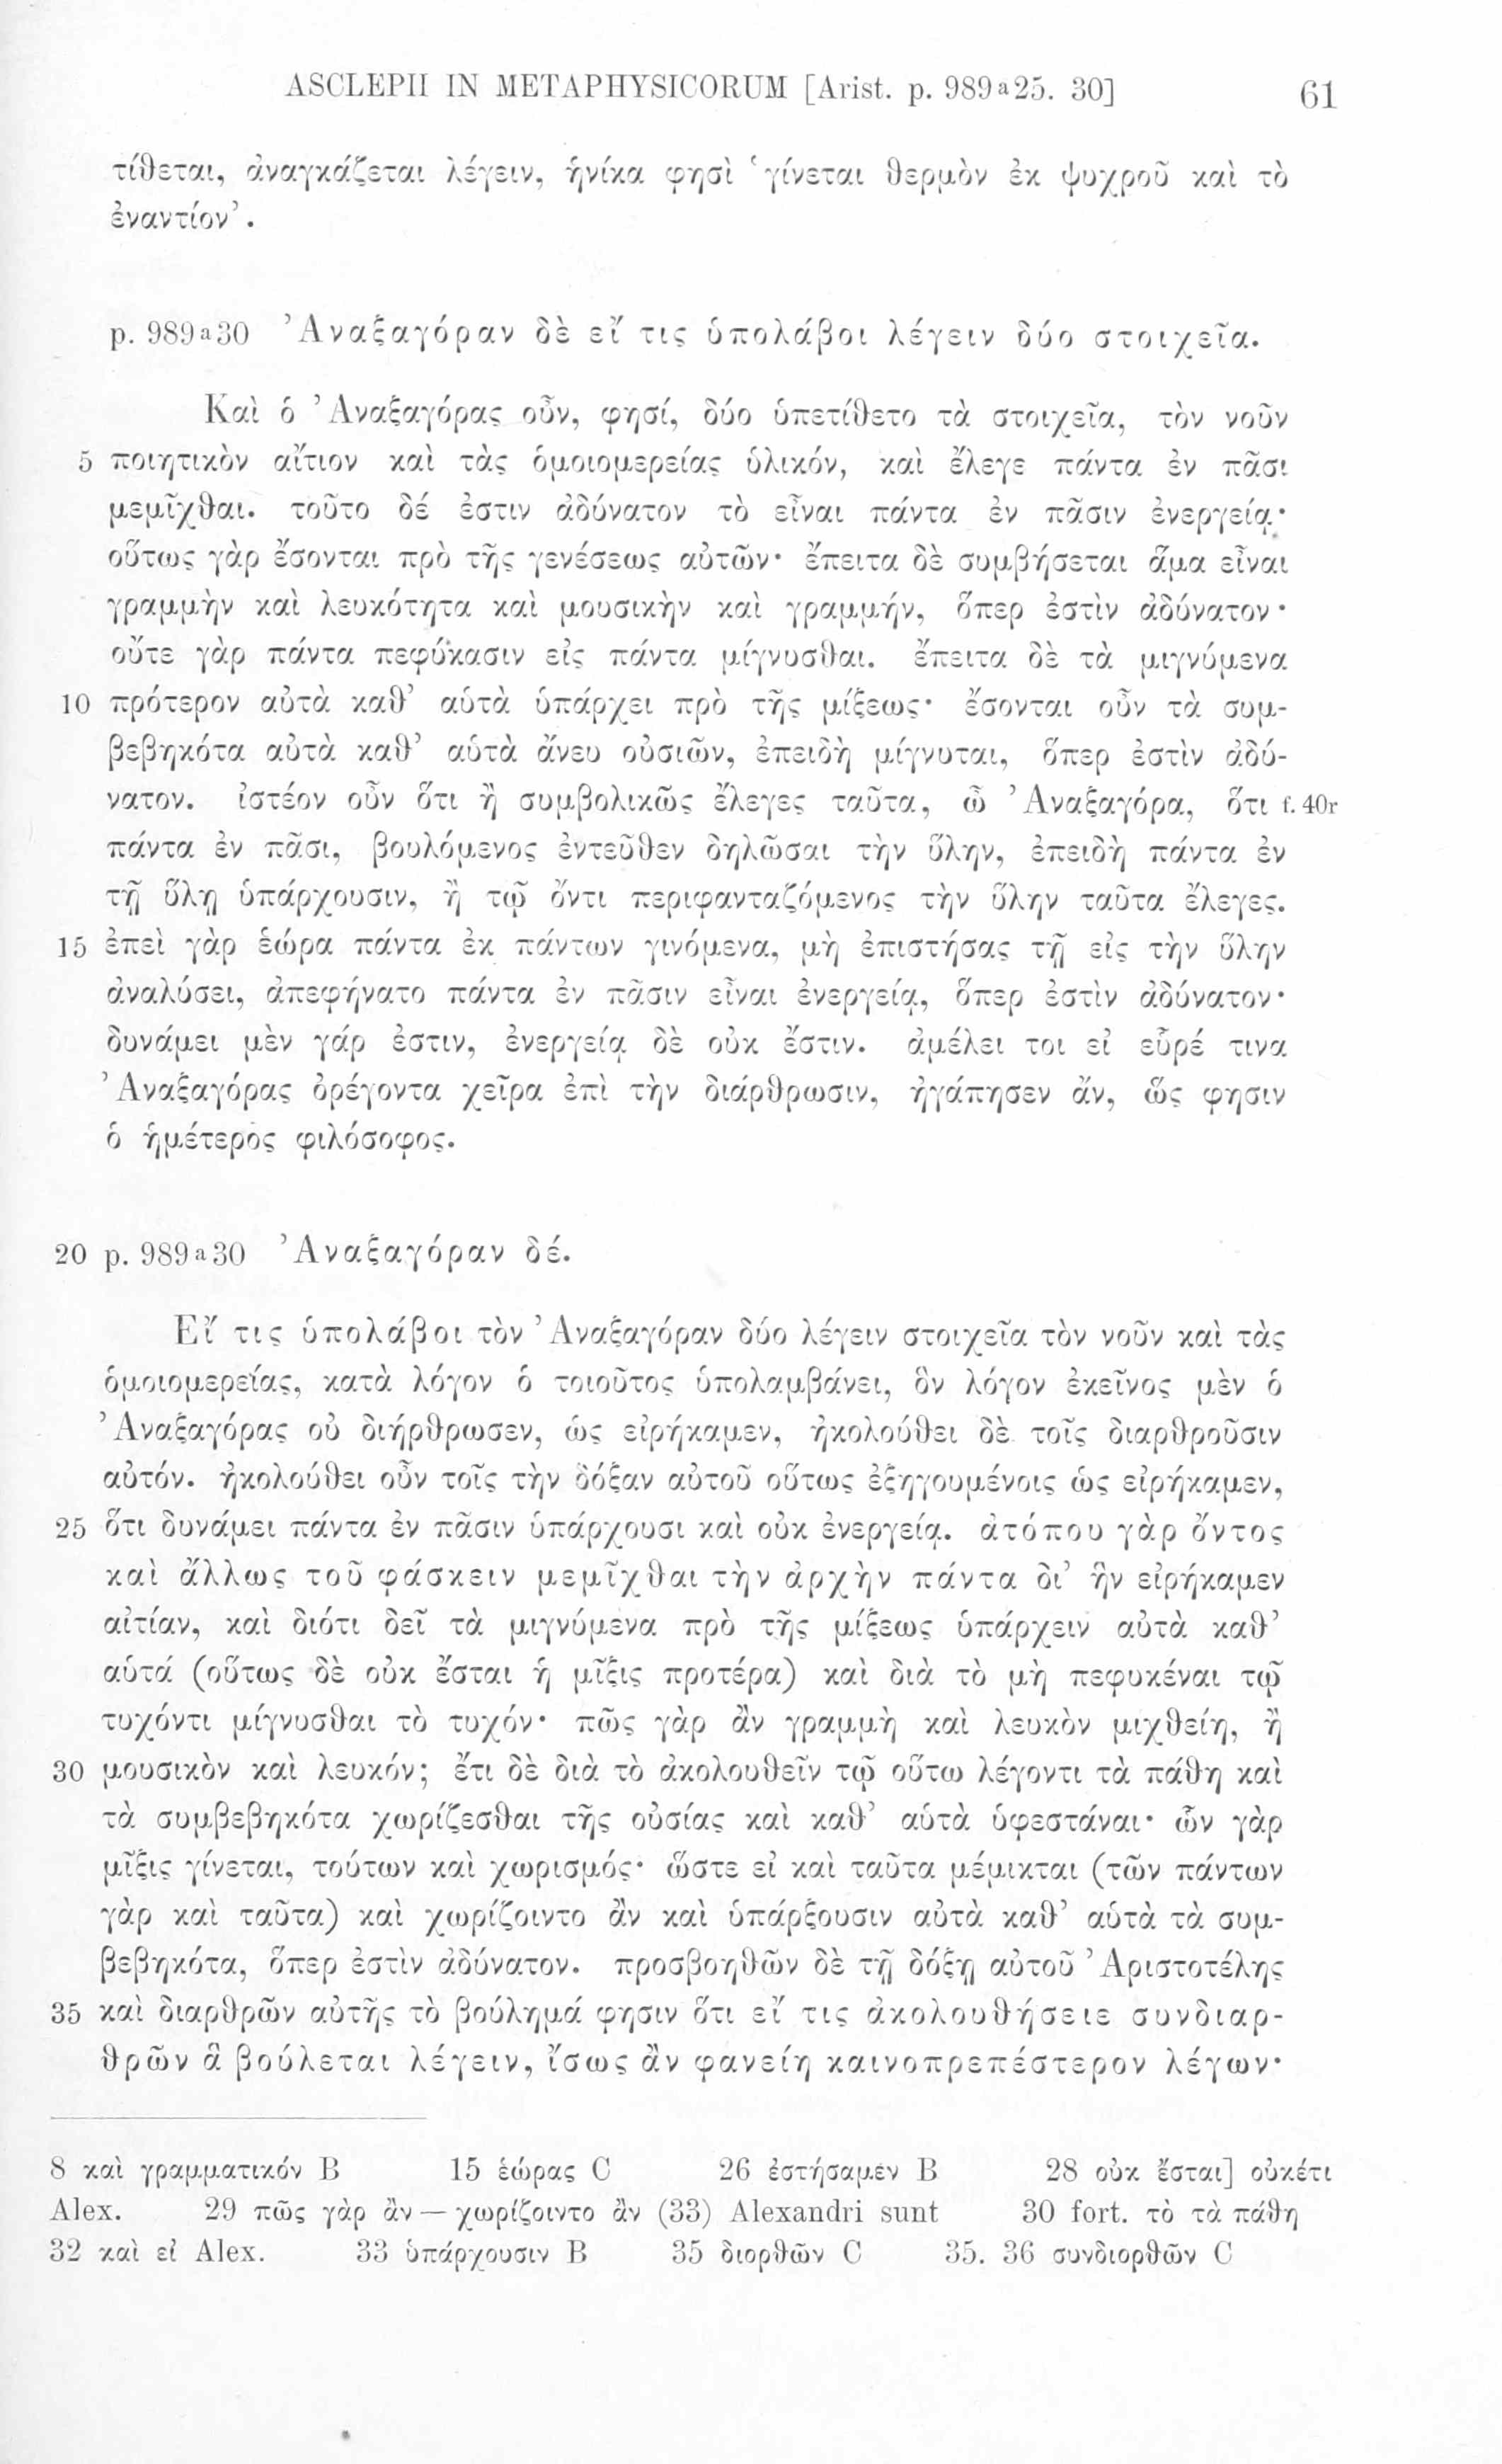 ASCLEPII IN METAPHYSICORUM [Arist. p. 989a25. 30] 61
τίθεται, ἀναγκάζεται λέγειν, ἡνίκα φησὶ ‘γίνεται θερμὸν ἐκ ψυχροῦ καὶ τὸ
ἐναντίον’.
p. 989a30 Ἀναξαγόραν δὲ εἴ τις ὑπολάβοι λέγειν δύο στοιχεῖα.
Καὶ ὁ Ἀναξαγόρας οὖν, φησί, δύο ὑπετίθετο τὰ στοιχεῖα, τὸν νοῦν
5 ποιητικὸν αἴτιον καὶ τὰς ὁμοιομερείας ὑλικόν, καὶ ἔλεγε πάντα ἐν πᾶσι
μεμῖχθαι. τοῦτο δέ ἐστιν ἀδύνατον τὸ εἶναι πάντα ἐν πᾶσιν ἐνεργείᾳ·
οὕτως γὰρ ἔσονται πρὸ τῆς γενέσεως αὐτῶν· ἔπειτα δὲ συμβήσεται ἅμα εἶναι
γραμμὴν καὶ λευκότητα καὶ μουσικὴν καὶ γραμμήν, ὅπερ ἐστὶν ἀδύνατον·
οὔτε γὰρ πάντα πεφύκασιν εἰς πάντα μίγνυσθαι. ἔπειτα δὲ τὰ μιγνύμενα
10 πρότερον αὐτὰ καθ’ αὑτὰ ὑπάρχει πρὸ τῆς μίξεως· ἔσονται οὖν τὰ συμ-
βεβηκότα αὐτὰ καθ’ αὑτὰ ἄνευ οὐσιῶν, ἐπειδὴ μίγνυται, ὅπερ ἐστὶν ἀδύ-
νατον. ἰστέον οὖν ὅτι ἢ συμβολικῶς ἔλεγες ταῦτα, ὦ Ἀναξαγόρα, ὅτι f. 40r
πάντα ἐν πᾶσι, βουλόμενος ἐντεῦθεν δηλῶσαι τὴν ὕλην, ἐπειδὴ πάντα ἐν
τῇ ὕλῃ ὑπάρχουσιν, ἢ τῷ ὄντι περιφανταζόμενος τὴν ὕλην ταῦτα ἔλεγες.
15 ἐπεὶ γὰρ ἑώρα πάντα ἐκ πάντων γινόμενα, μὴ ἐπιστήσας τῇ εἰς τὴν ὕλην
ἀναλύσει, ἀπεφήνατο πάντα ἐν πᾶσιν εἶναι ἐνεργείᾳ, ὅπερ ἐστὶν ἀδύνατον·
δυνάμει μὲν γάρ ἐστιν, ἐνεργείᾳ δὲ οὐκ ἔστιν. ἀμέλει τοι εἰ εὗρέ τινα
Ἀναξαγόρας ὀρέγοντα χεῖρα ἐπὶ τὴν διάρθρωσιν, ἠγάπησεν ἄν, ὥς φησιν
ὁ ἡμέτερος φιλόσοφος.
20 p. 989a30 Ἀναξαγόραν δέ.
Εἴ τις ὑπολάβοι τὸν Ἀναξαγόραν δύο λέγειν στοιχεῖα τὸν νοῦν καὶ τὰς
ὁμοιομερείας, κατὰ λόγον ὁ τοιοῦτος ὑπολαμβάνει, ὃν λόγον ἐκεῖνος μὲν ὁ
Ἀναξαγόρας οὐ διήρθρωσεν, ὡς εἰρήκαμεν, ἠκολούθει δὲ τοῖς διαρθροῦσιν
αὐτόν. ἠκολούθει οὖν τοῖς τὴν δόξαν αὐτοῦ οὕτως ἐξηγουμένοις ὡς εἰρήκαμεν,
25 ὅτι δυνάμει πάντα ἐν πᾶσιν ὑπάρχουσι καὶ οὐκ ἐνεργείᾳ. ἀτόπου γὰρ ὄντος
καὶ ἄλλως τοῦ φάσκειν μεμῖχθαι τὴν ἀρχὴν πάντα δι’ ἣν εἰρήκαμεν
αἰτίαν, καὶ διότι δεῖ τὰ μιγνύμενα πρὸ τῆς μίξεως ὑπάρχειν αὐτὰ καθ’
αὑτά (οὕτως δὲ οὐκ ἔσται ἡ μῖξις προτέρα) καὶ διὰ τὸ μὴ πεφυκέναι τῷ
τυχόντι μίγνυσθαι τὸ τυχόν· πῶς γὰρ ἂν γραμμὴ καὶ λευκὸν μιχθείη, ἢ
30 μουσικὸν καὶ λευκόν; ἔτι δὲ διὰ τὸ ἀκολουθεῖν τῷ οὕτω λέγοντι τὰ πάθη καὶ
τὰ συμβεβηκότα χωρίζεσθαι τῆς οὐσίας καὶ καθ’ αὑτὰ ὑφεστάναι· ὧν γὰρ
μῖξις γίνεται, τούτων καὶ χωρισμός· ὥστε εἰ καὶ ταῦτα μέμικται (τῶν πάντων
γὰρ καὶ ταῦτα) καὶ χωρίζοιντο ἂν καὶ ὑπάρξουσιν αὐτὰ καθ’ αὑτὰ τὰ συμ-
βεβηκότα, ὅπερ ἐστὶν ἀδύνατον. προσβοηθῶν δὲ τῇ δόξῃ αὐτοῦ Ἀριστοτέλης
35 καὶ διαρθρῶν αὐτῆς τὸ βούλημά φησιν ὅτι εἴ τις ἀκολουθήσειε συνδιαρ-
θρῶν ἃ βούλεται λέγειν, ἴσως ἂν φανείη καινοπρεπέστερον λέγων·
8 καὶ γραμματικόν B 15 ἑώρας C 26 ἐστήσαμεν B 28 οὐκ ἔσται] οὐκέτι
Alex. 29 πῶς γὰρ ἂν — χωρίζοιντο ἂν (33) Alexandri sunt 30 fort. τὸ τὰ πάθη
32 καὶ εἰ Alex. 33 ὑπάρχουσιν B 35 διορθῶν C 35. 36 συνδιορθῶν C